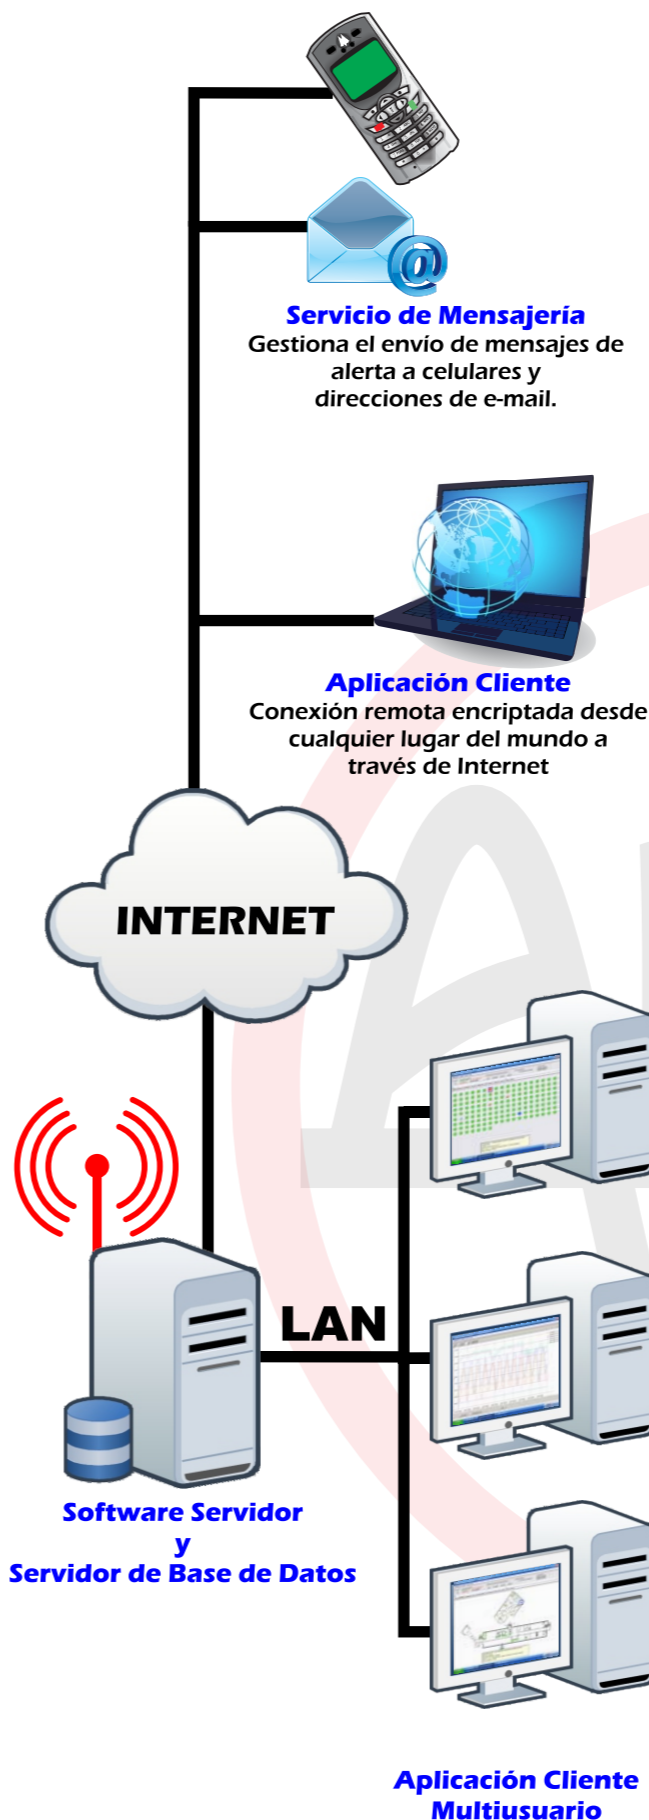 Servicio de Mensajería
Gestiona el envío de mensajes de
alerta a celulares y
direcciones de e-mail.
Aplicación Cliente
Conexión remota encriptada desde
cualquier lugar del mundo a
través de Internet
INTERNET
LAN
Software Servidor
y
Servidor de Base de Datos
Aplicación Cliente
Multiusuario